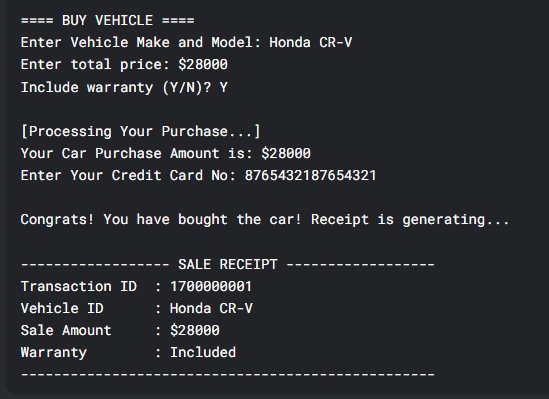 ==== BUY VEHICLE ====
Enter Vehicle Make and Model: Honda CR-V
Enter total price: $28000
Include warranty (Y/N)? Y
[Processing Your Purchase...]
Your Car Purchase Amount is: $28000
Enter Your Credit Card No: 8765432187654321
Congrats! You have bought the car! Receipt is generating...
------------------ SALE RECEIPT ------------------
Transaction ID  : 1700000001
Vehicle ID      : Honda CR-V
Sale Amount     : $28000
Warranty        : Included
--------------------------------------------------